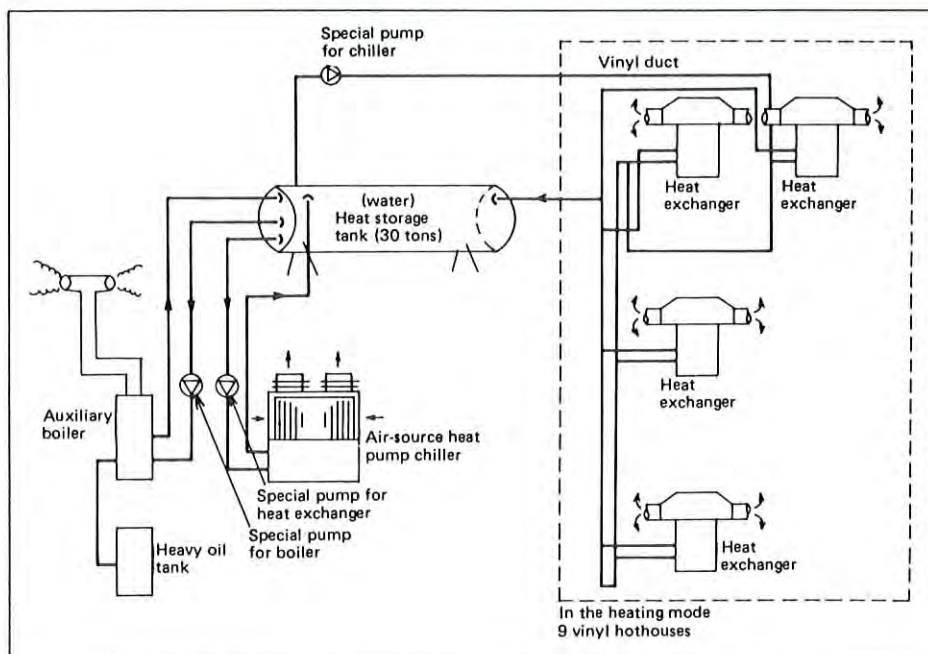 Special pump
for chiller
Vinyl duct
Heat
exchanger
Heat
exchanger
(water)
Heat storage
tank (30 tons)
Heat
exchanger
Auxiliary
boiler
Air-source heat
pump chiller
Special pump for
heat exchanger
Special pump
for boiler
Heavy oil
tank
Heat
exchanger
In the heating mode
9 vinyl hothouses